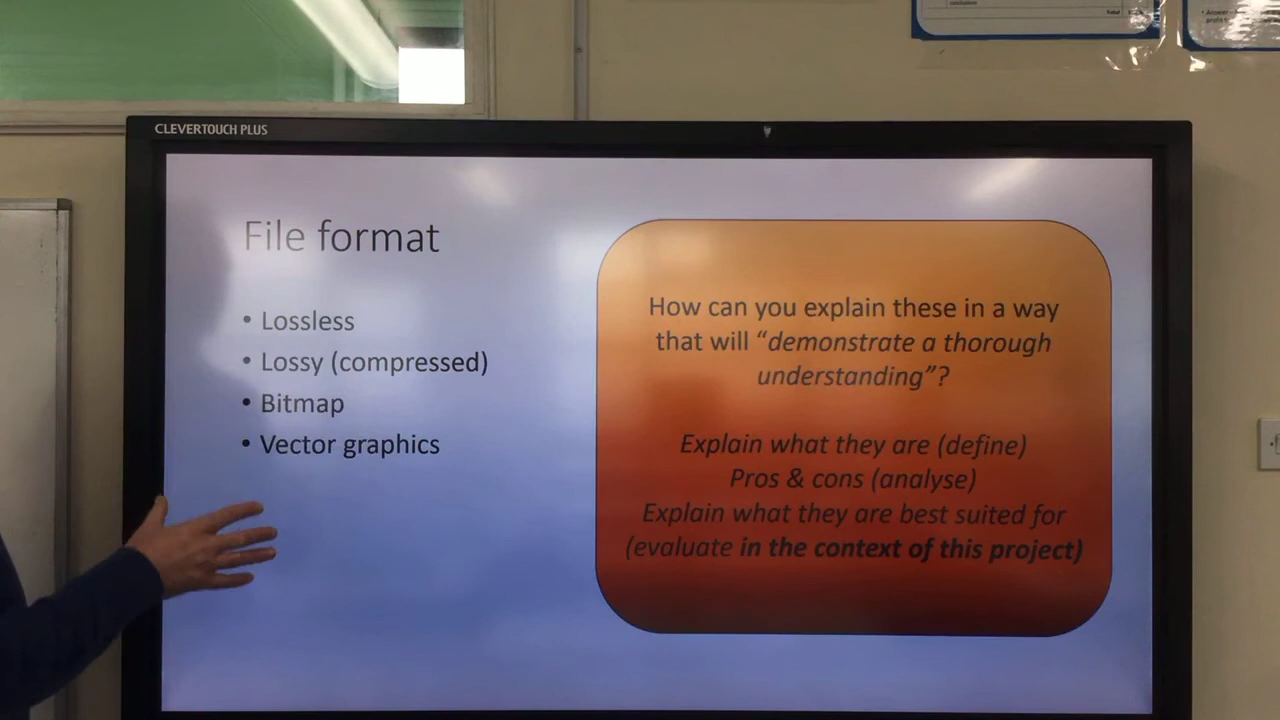 conclusions
CLEVERTOUCH PLUS
File format
• Lossless
• Lossy (compressed)
• Bitmap
• Vector graphics
How can you explain these in a way
that will “demonstrate a thorough
understanding”?
Explain what they are (define)
Pros & cons (analyse)
Explain what they are best suited for
(evaluate in the context of this project)